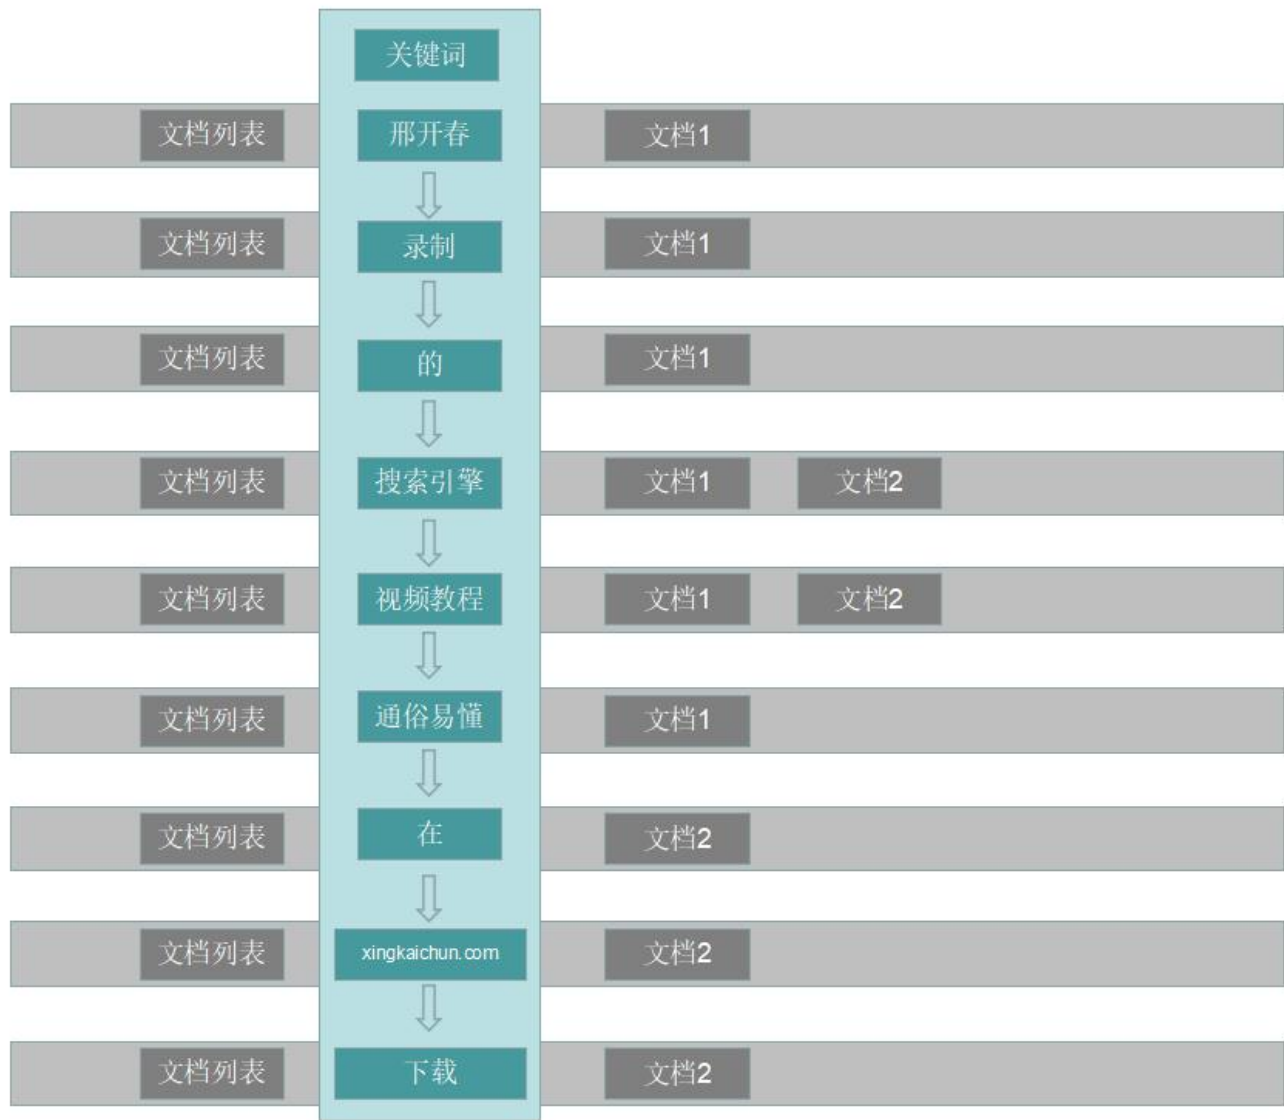 关键词
文档列表 邢开春 文档1
文档列表 录制 文档1
文档列表 的 文档1
文档列表 搜索引擎 文档1 文档2
文档列表 视频教程 文档1 文档2
文档列表 通俗易懂 文档1
文档列表 在 文档2
文档列表 xingkaichun.com 文档2
文档列表 下载 文档2